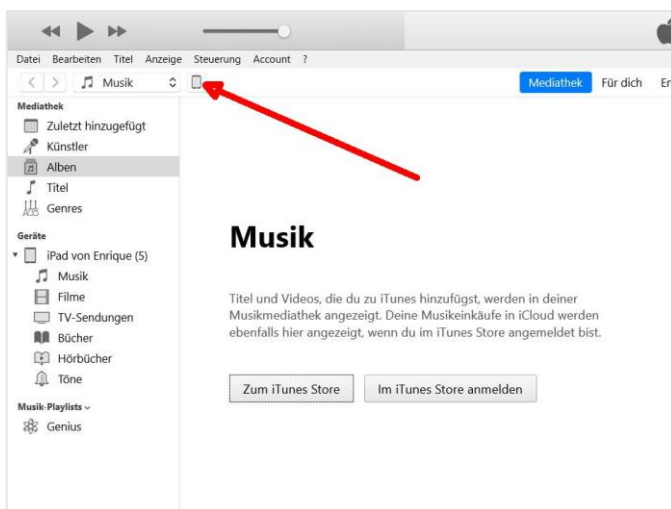 Datei Bearbeiten Titel Anzeige Steuerung Account ?
Musik
Mediathek Für dich
Mediathek
Zuletzt hinzugefügt
Künstler
Alben
Titel
Genres
Geräte
iPad von Enrique (5)
Musik
Filme
TV-Sendungen
Bücher
Hörbücher
Töne
Musik-Playlists
Genius
Musik
Titel und Videos, die du zu iTunes hinzufügst, werden in deiner
Musikmediathek angezeigt. Deine Musikeinkäufe in iCloud werden
ebenfalls hier angezeigt, wenn du im iTunes Store angemeldet bist.
Zum iTunes Store
Im iTunes Store anmelden